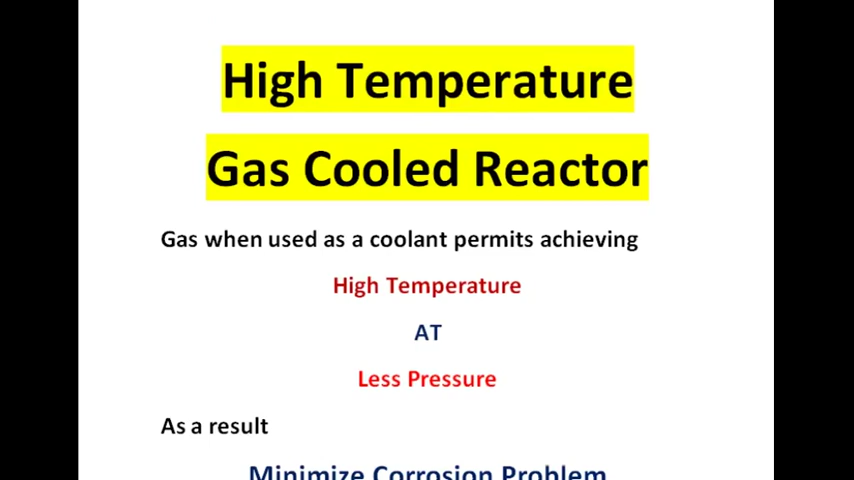 High Temperature
Gas Cooled Reactor
Gas when used as a coolant permits achieving
High Temperature
AT
Less Pressure
As a result
Minimize Corrosion Problem